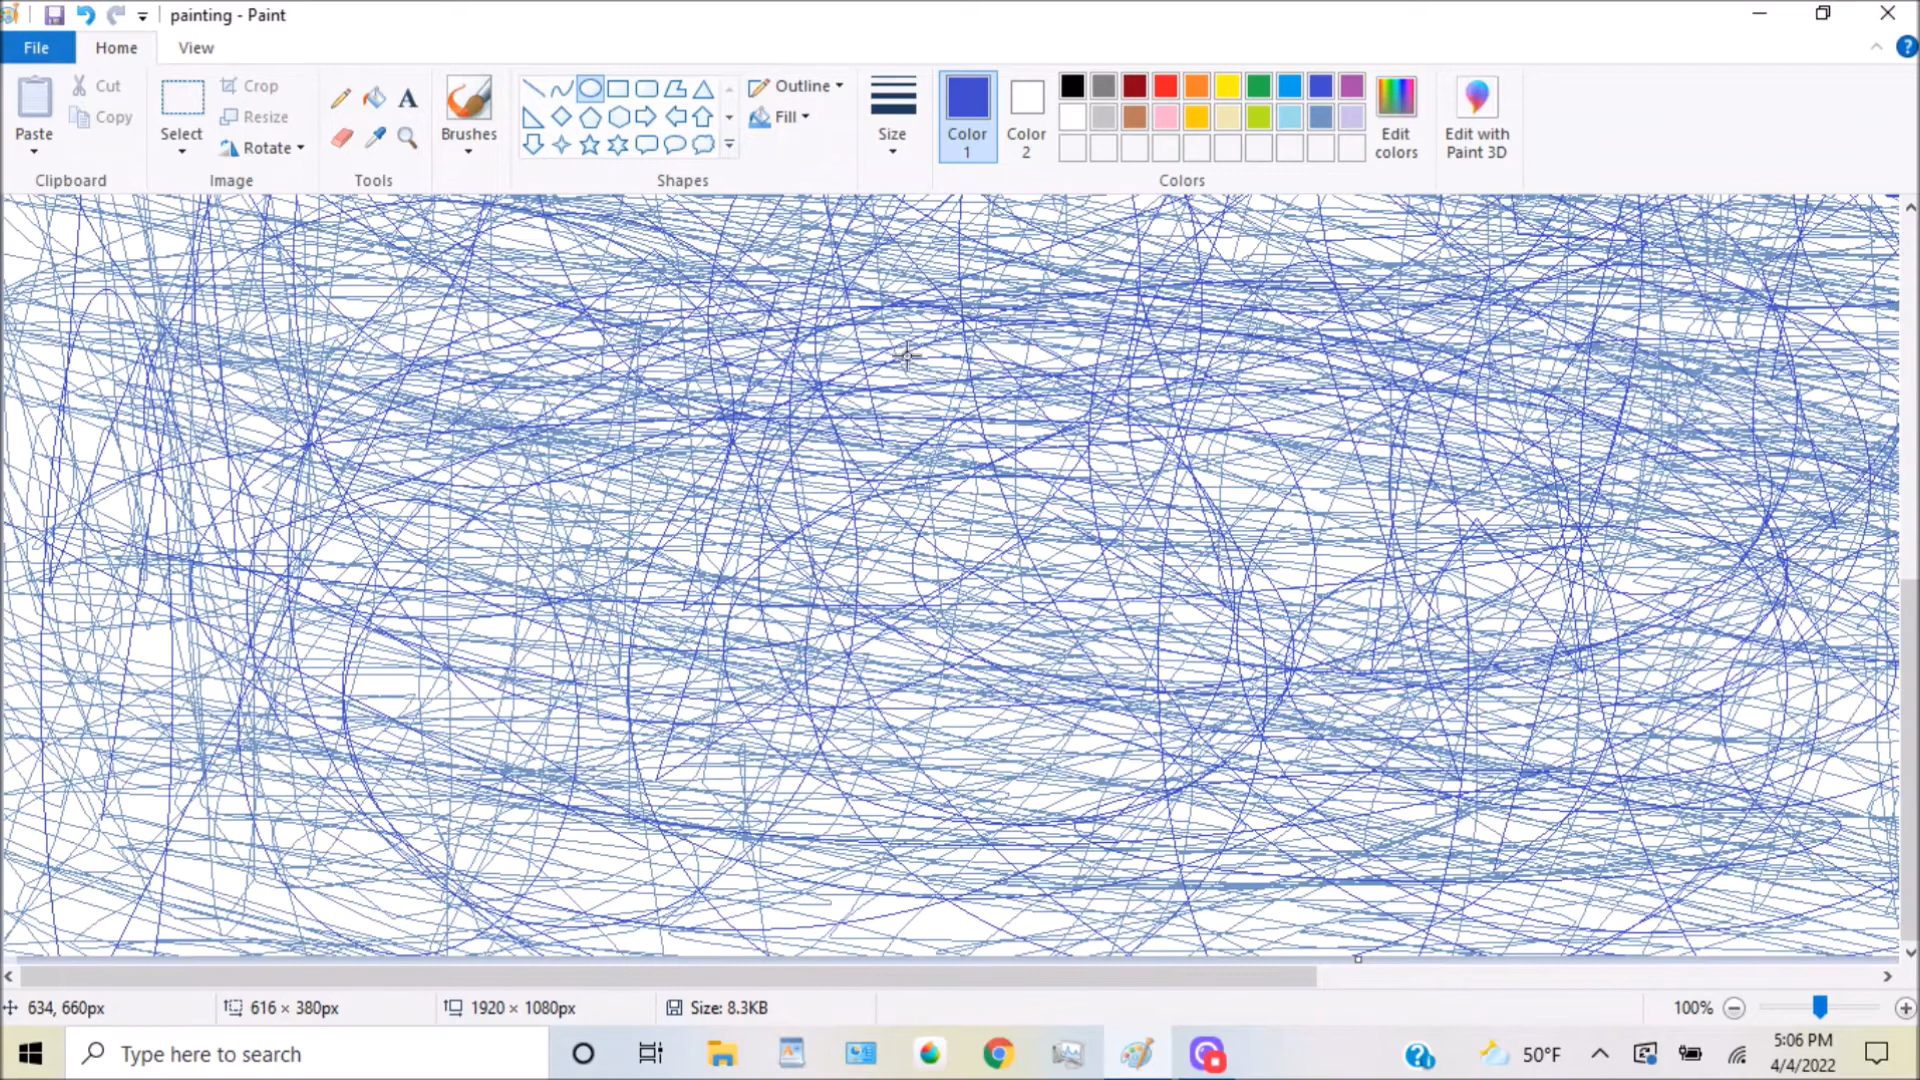 painting - Paint
File Home View
Paste
Cut
Copy
Clipboard
Select
Crop
Resize
Rotate
Image
A
Tools
Brushes
Shapes
Outline
Fill
Size
Color 1
Color 2
Edit colors
Colors
Edit with Paint 3D
634, 660px
616 × 380px
1920 × 1080px
Size: 8.3KB
100%
Type here to search
50°F
5:06 PM
4/4/2022